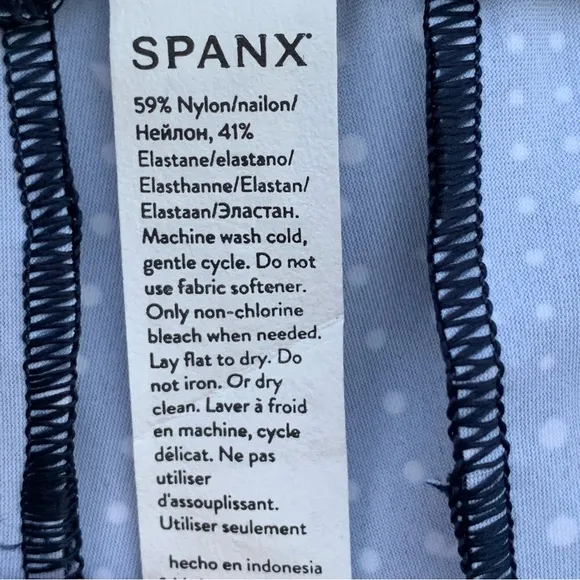 SPANX
59% Nylon/nailon/
Нейлон, 41%
Elastane/elastano/
Elasthanne/Elastan/
Elastaan/Эластан.
Machine wash cold,
gentle cycle. Do not
use fabric softener.
Only non-chlorine
bleach when needed.
Lay flat to dry. Do
not iron. Or dry
clean. Laver à froid
en machine, cycle
délicat. Ne pas
utiliser
d'assouplissant.
Utiliser seulement
hecho en indonesia